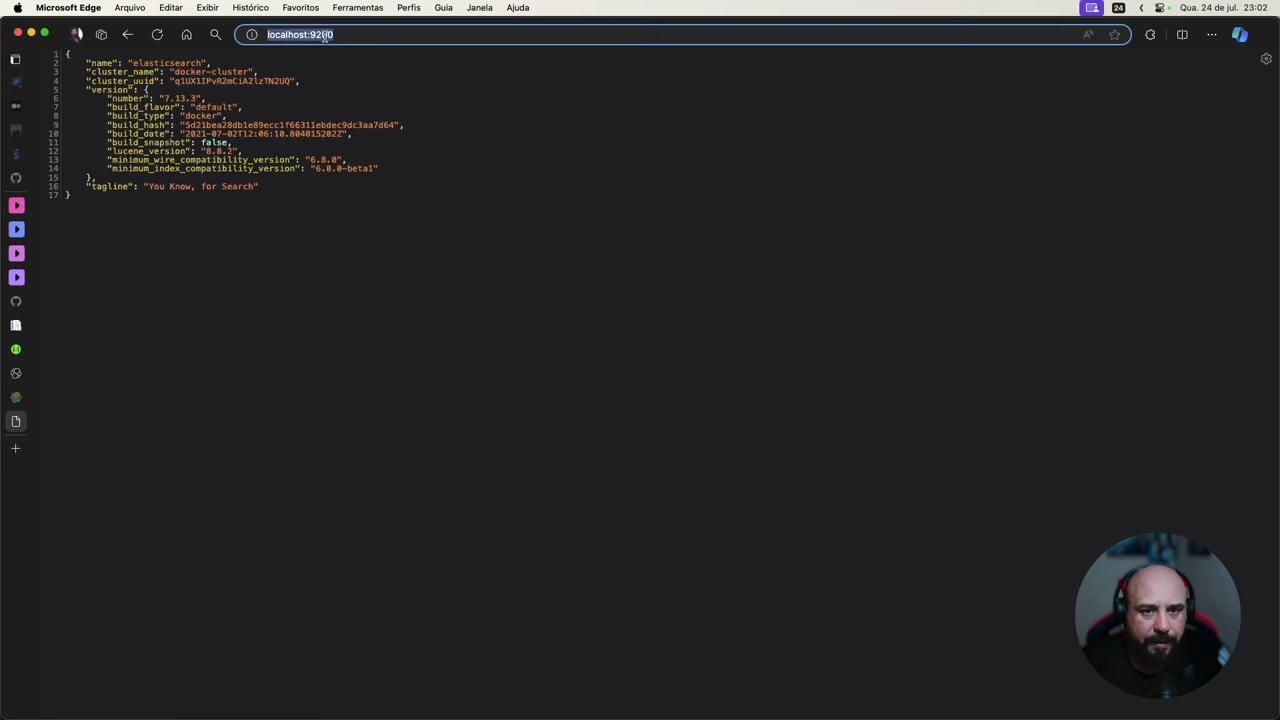 Microsoft Edge Arquivo Editar Exibir Histórico Favoritos Ferramentas Perfis Guia Janela Ajuda 24 Qua. 24 de jul. 23:02
localhost:9200
1 {
2 "name": "elasticsearch",
3 "cluster_name": "docker-cluster",
4 "cluster_uuid": "q1UX1IPvR2mCiA2lzTN2UQ",
5 "version": {
6 "number": "7.13.3",
7 "build_flavor": "default",
8 "build_type": "docker",
9 "build_hash": "5d21bea28db1e89ecc1f66311ebdec9dc3aa7d64",
10 "build_date": "2021-07-02T12:06:10.804015202Z",
11 "build_snapshot": false,
12 "lucene_version": "8.8.2",
13 "minimum_wire_compatibility_version": "6.8.0",
14 "minimum_index_compatibility_version": "6.0.0-beta1"
15 },
16 "tagline": "You Know, for Search"
17 }